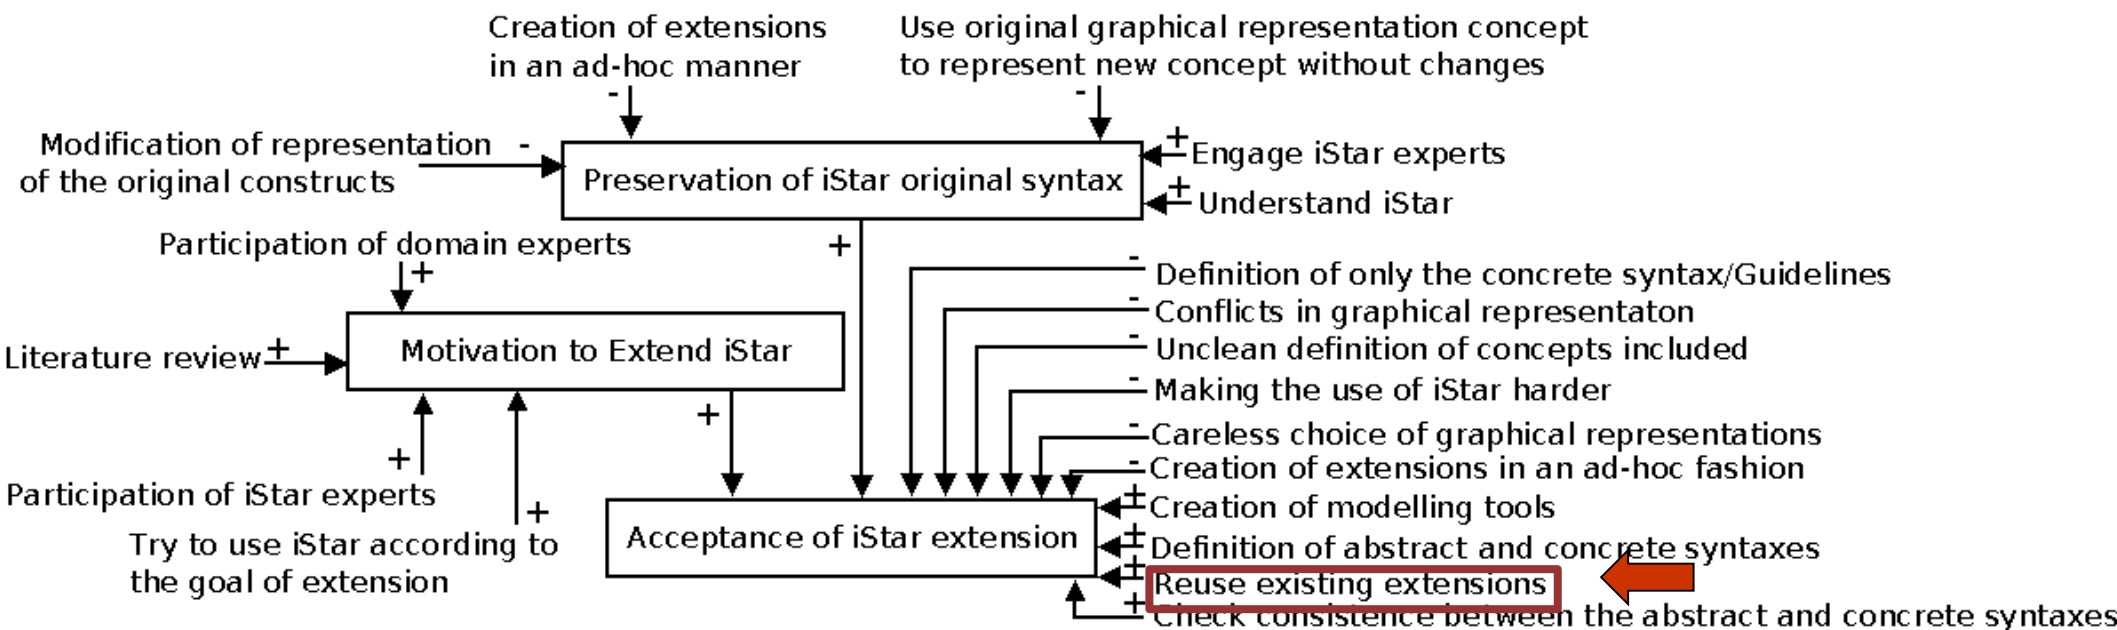 Creation of extensions
in an ad-hoc manner
-
Use original graphical representation concept
to represent new concept without changes
-
Modification of representation
of the original constructs
-
Preservation of iStar original syntax
+
Engage iStar experts
+
Understand iStar
Participation of domain experts
+
+
Literature review
+
Motivation to Extend iStar
+
Participation of iStar experts
+
Try to use iStar according to
the goal of extension
+
-
Definition of only the concrete syntax/Guidelines
-
Conflicts in graphical representaton
-
Unclean definition of concepts included
-
Making the use of iStar harder
-
Careless choice of graphical representations
-
Creation of extensions in an ad-hoc fashion
Acceptance of iStar extension
+
Creation of modelling tools
+
Definition of abstract and concrete syntaxes
+
Reuse existing extensions
+
Check consistence between the abstract and concrete syntaxes